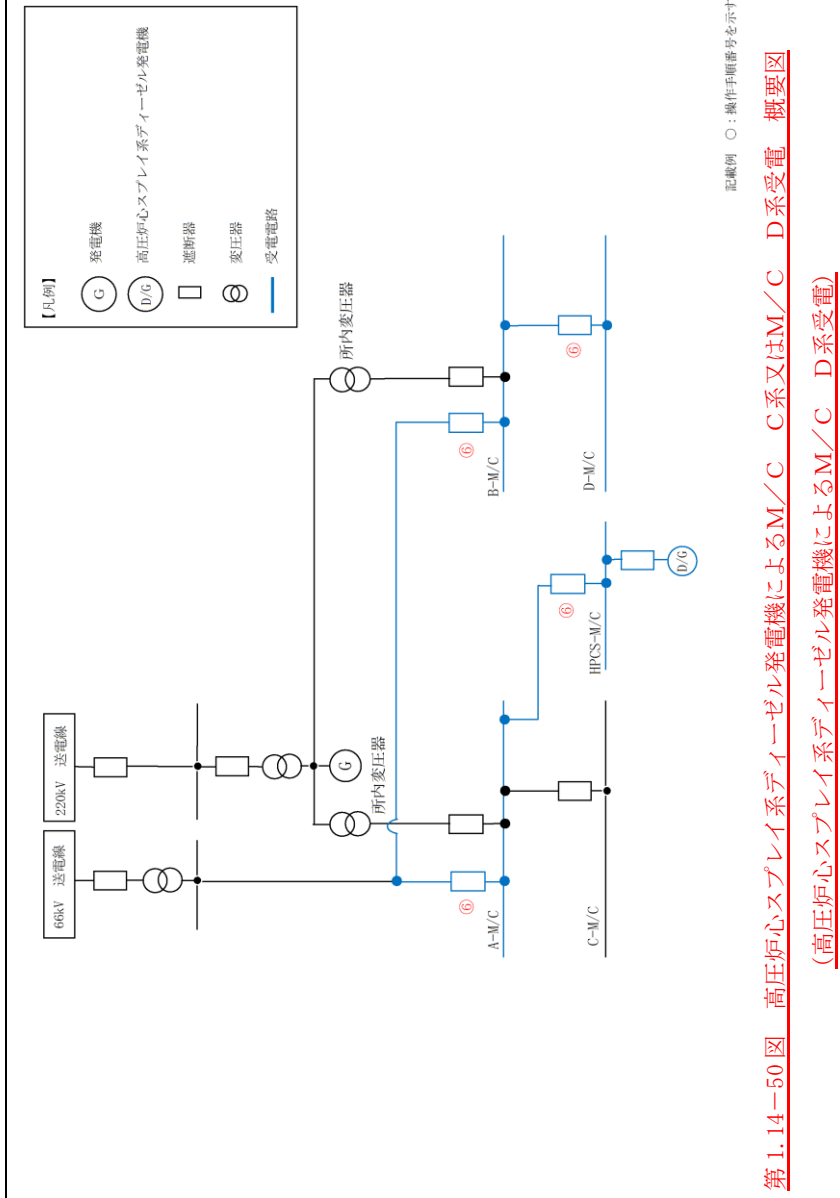 【凡例】
G
発電機
D/G
高圧炉心スプレイ系ディーゼル発電機
遮断器
変圧器
受電電路
66kV 送電線
220kV 送電線
G
所内変圧器
所内変圧器
⑥
⑥
⑥
⑥
A-M/C
B-M/C
C-M/C
HPCS-M/C
D-M/C
D/G
記載例 ○：操作手順番号を示す
第1.14－50図 高圧炉心スプレイ系ディーゼル発電機によるM／C C系又はM／C D系受電 概要図
(高圧炉心スプレイ系ディーゼル発電機によるM／C D系受電)